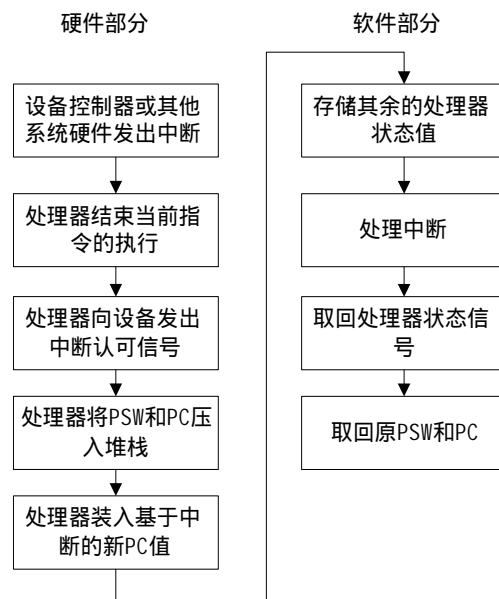 硬件部分
设备控制器或其他
系统硬件发出中断
处理器结束当前指
令的执行
处理器向设备发出
中断认可信号
处理器将PSW和PC压
入堆栈
处理器装入基于中
断的新PC值
软件部分
存储其余的处理器
状态值
处理中断
取回处理器状态信
号
取回原PSW和PC